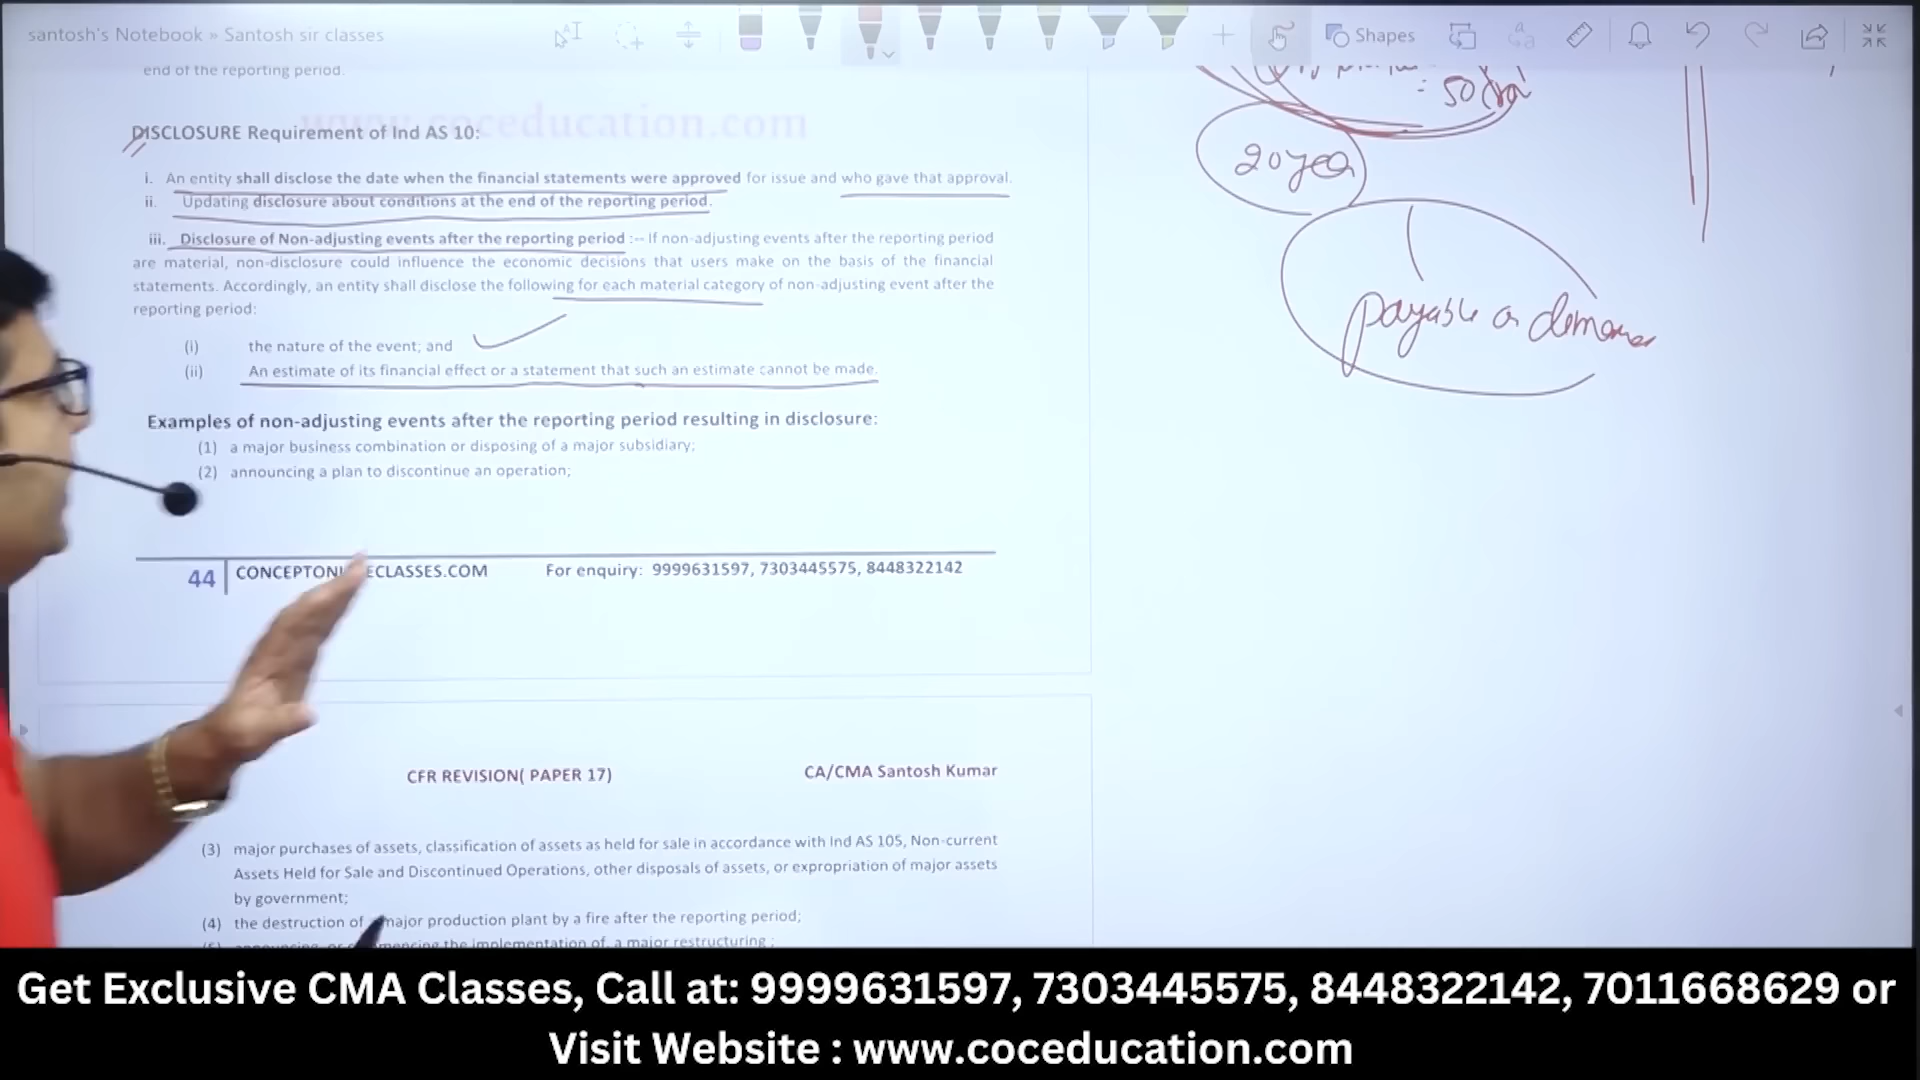 santosh's Notebook » Santosh sir classes
Shapes
end of the reporting period.
www.coceducation.com
DISCLOSURE Requirement of Ind AS 10:
i. An entity shall disclose the date when the financial statements were approved for issue and who gave that approval.
ii. Updating disclosure about conditions at the end of the reporting period.
iii. Disclosure of Non-adjusting events after the reporting period :-- If non-adjusting events after the reporting period
are material, non-disclosure could influence the economic decisions that users make on the basis of the financial
statements. Accordingly, an entity shall disclose the following for each material category of non-adjusting event after the
reporting period:
(i) the nature of the event; and
(ii) An estimate of its financial effect or a statement that such an estimate cannot be made.
Examples of non-adjusting events after the reporting period resulting in disclosure:
(1) a major business combination or disposing of a major subsidiary;
(2) announcing a plan to discontinue an operation;
44 For enquiry: 9999631597, 7303445575, 8448322142
CFR REVISION( PAPER 17) CA/CMA Santosh Kumar
(3) major purchases of assets, classification of assets as held for sale in accordance with Ind AS 105, Non-current
Assets Held for Sale and Discontinued Operations, other disposals of assets, or expropriation of major assets
by government;
(4) the destruction of a major production plant by a fire after the reporting period;
the implementation of a major restructuring ;
50
20 year
payable on
Get Exclusive CMA Classes, Call at: 9999631597, 7303445575, 8448322142, 7011668629 or
Visit Website : www.coceducation.com